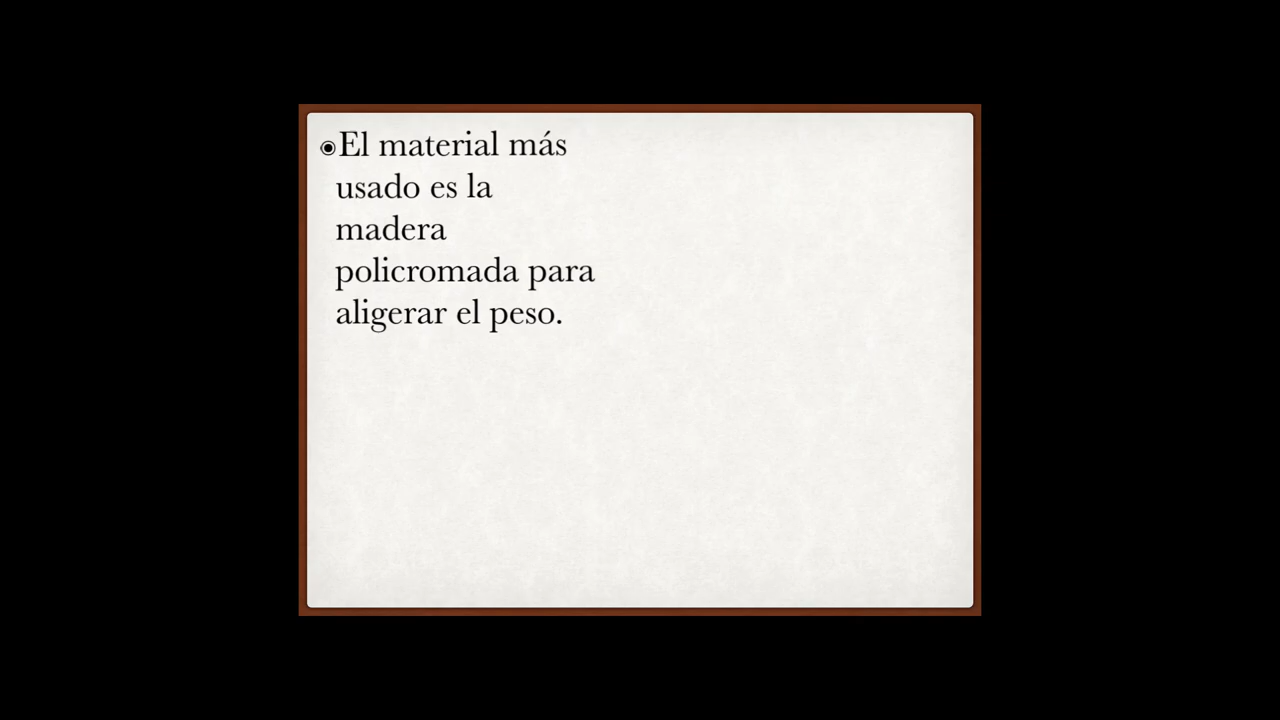 El material más
usado es la
madera
policromada para
aligerar el peso.